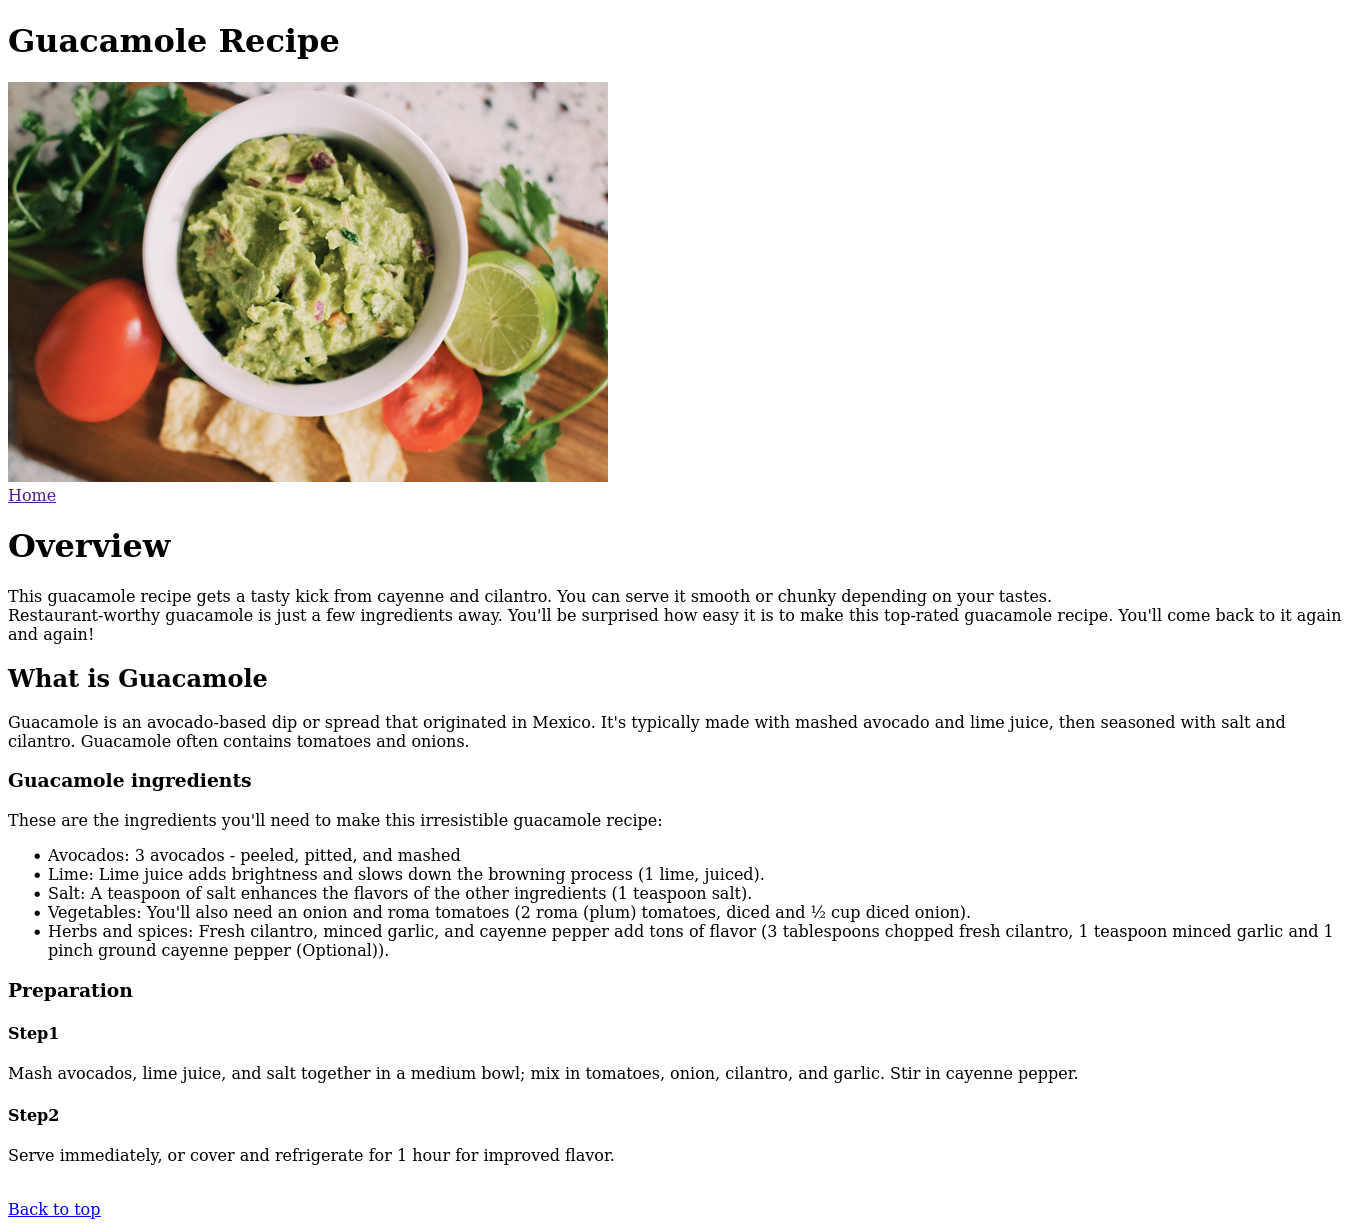 Guacamole Recipe
Home
Overview
This guacamole recipe gets a tasty kick from cayenne and cilantro. You can serve it smooth or chunky depending on your tastes.
Restaurant-worthy guacamole is just a few ingredients away. You'll be surprised how easy it is to make this top-rated guacamole recipe. You'll come back to it again
and again!
What is Guacamole
Guacamole is an avocado-based dip or spread that originated in Mexico. It's typically made with mashed avocado and lime juice, then seasoned with salt and
cilantro. Guacamole often contains tomatoes and onions.
Guacamole ingredients
These are the ingredients you'll need to make this irresistible guacamole recipe:
• Avocados: 3 avocados - peeled, pitted, and mashed
• Lime: Lime juice adds brightness and slows down the browning process (1 lime, juiced).
• Salt: A teaspoon of salt enhances the flavors of the other ingredients (1 teaspoon salt).
• Vegetables: You'll also need an onion and roma tomatoes (2 roma (plum) tomatoes, diced and ½ cup diced onion).
• Herbs and spices: Fresh cilantro, minced garlic, and cayenne pepper add tons of flavor (3 tablespoons chopped fresh cilantro, 1 teaspoon minced garlic and 1
pinch ground cayenne pepper (Optional)).
Preparation
Step1
Mash avocados, lime juice, and salt together in a medium bowl; mix in tomatoes, onion, cilantro, and garlic. Stir in cayenne pepper.
Step2
Serve immediately, or cover and refrigerate for 1 hour for improved flavor.
Back to top